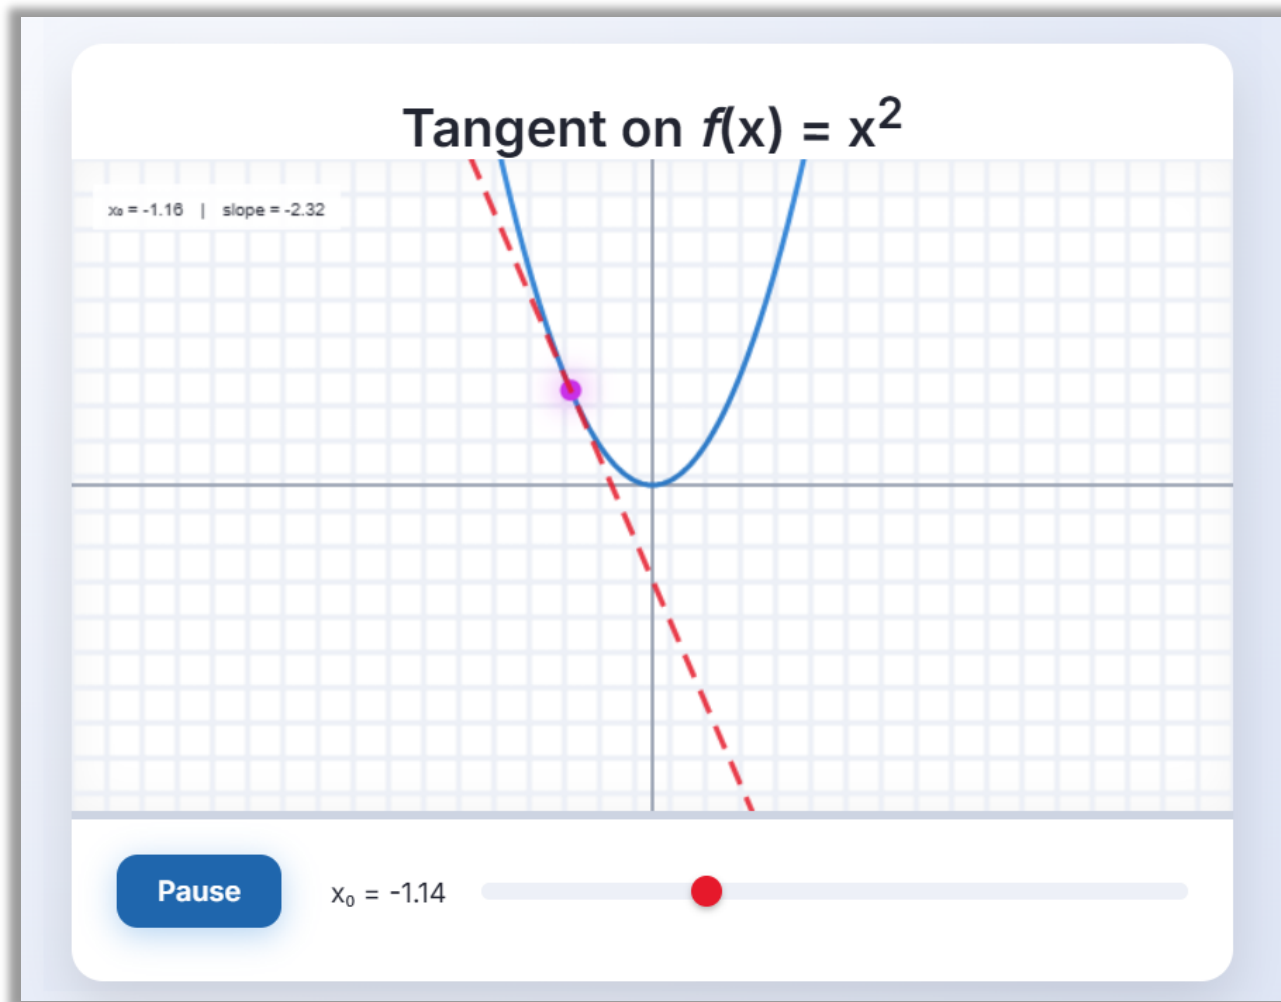 Tangent on f(x) = x²
x₀ = -1.16 | slope = -2.32
Pause
x₀ = -1.14